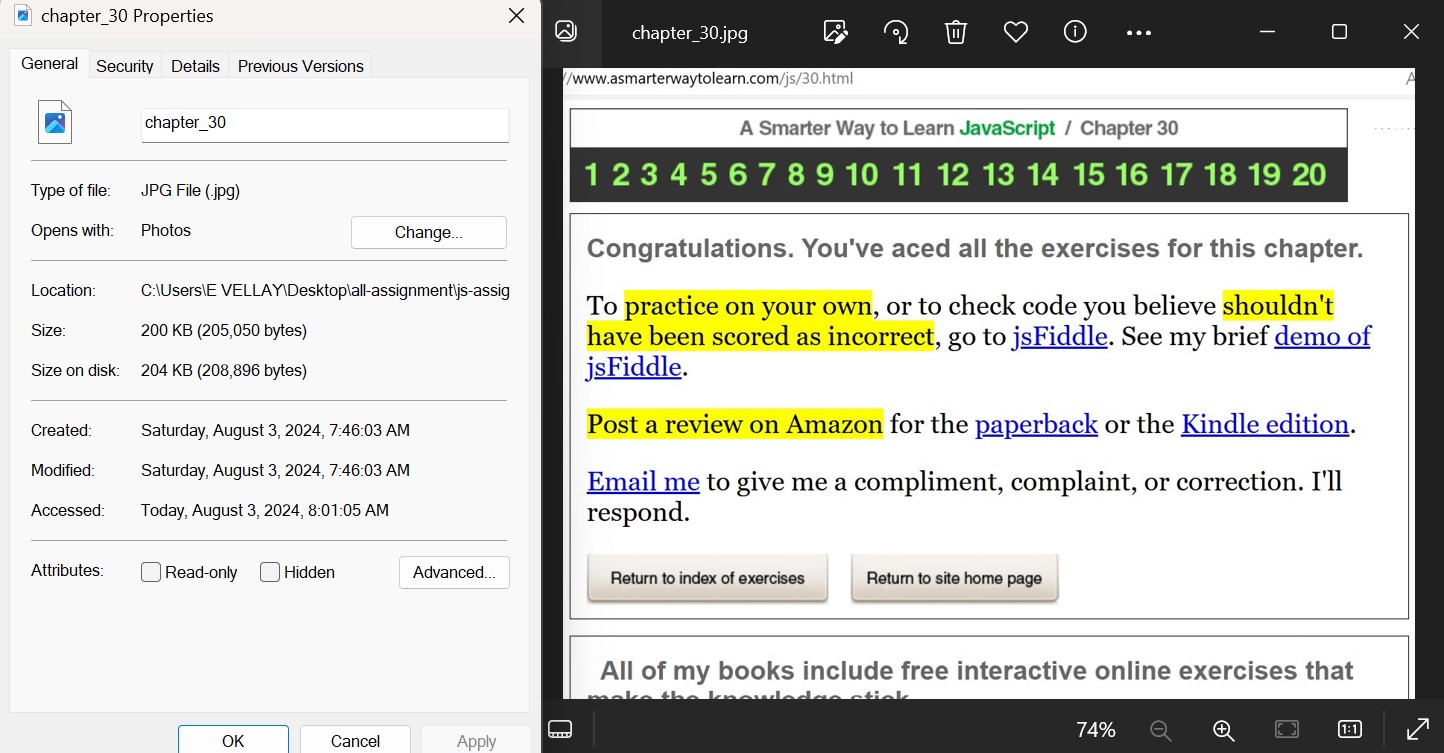 chapter_30 Properties
General Security Details Previous Versions
chapter_30
Type of file: JPG File (.jpg)
Opens with: Photos Change...
Location: C:\Users\E VELLAY\Desktop\all-assignment\js-assig
Size: 200 KB (205,050 bytes)
Size on disk: 204 KB (208,896 bytes)
Created: Saturday, August 3, 2024, 7:46:03 AM
Modified: Saturday, August 3, 2024, 7:46:03 AM
Accessed: Today, August 3, 2024, 8:01:05 AM
Attributes: Read-only Hidden Advanced...
OK Cancel Apply
chapter_30.jpg
//www.asmarterwaytolearn.com/js/30.html A
A Smarter Way to Learn JavaScript / Chapter 30
1 2 3 4 5 6 7 8 9 10 11 12 13 14 15 16 17 18 19 20
Congratulations. You've aced all the exercises for this chapter.
To practice on your own, or to check code you believe shouldn't
have been scored as incorrect, go to jsFiddle. See my brief demo of
jsFiddle.
Post a review on Amazon for the paperback or the Kindle edition.
Email me to give me a compliment, complaint, or correction. I'll
respond.
Return to index of exercises Return to site home page
All of my books include free interactive online exercises that
make the knowledge stick
74% 1:1